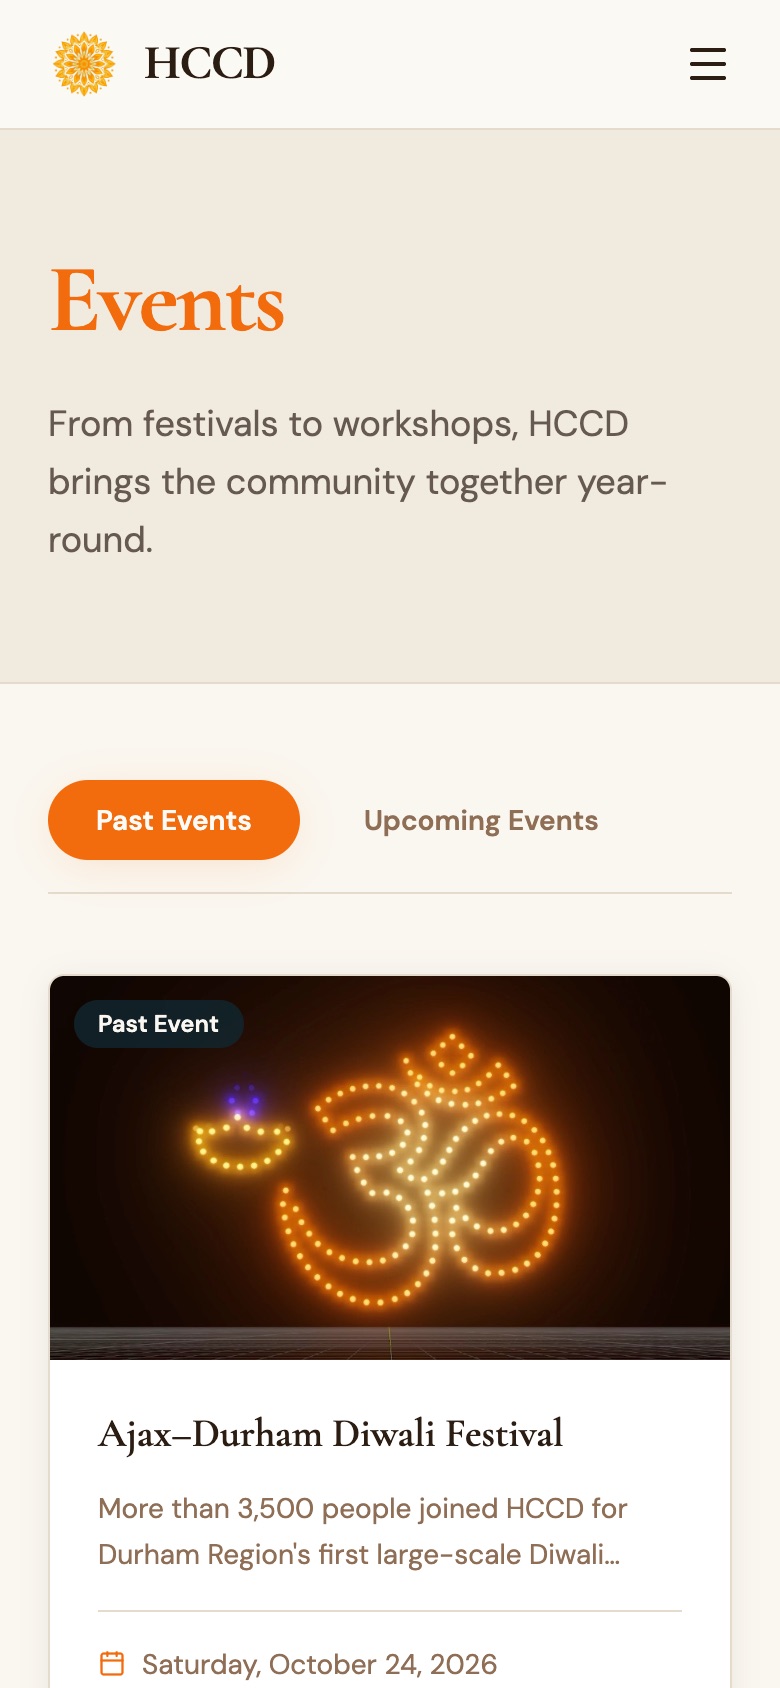 HCCD
Events
From festivals to workshops, HCCD
brings the community together year-
round.
Past Events
Upcoming Events
Past Event
Ajax–Durham Diwali Festival
More than 3,500 people joined HCCD for
Durham Region's first large-scale Diwali...
Saturday, October 24, 2026